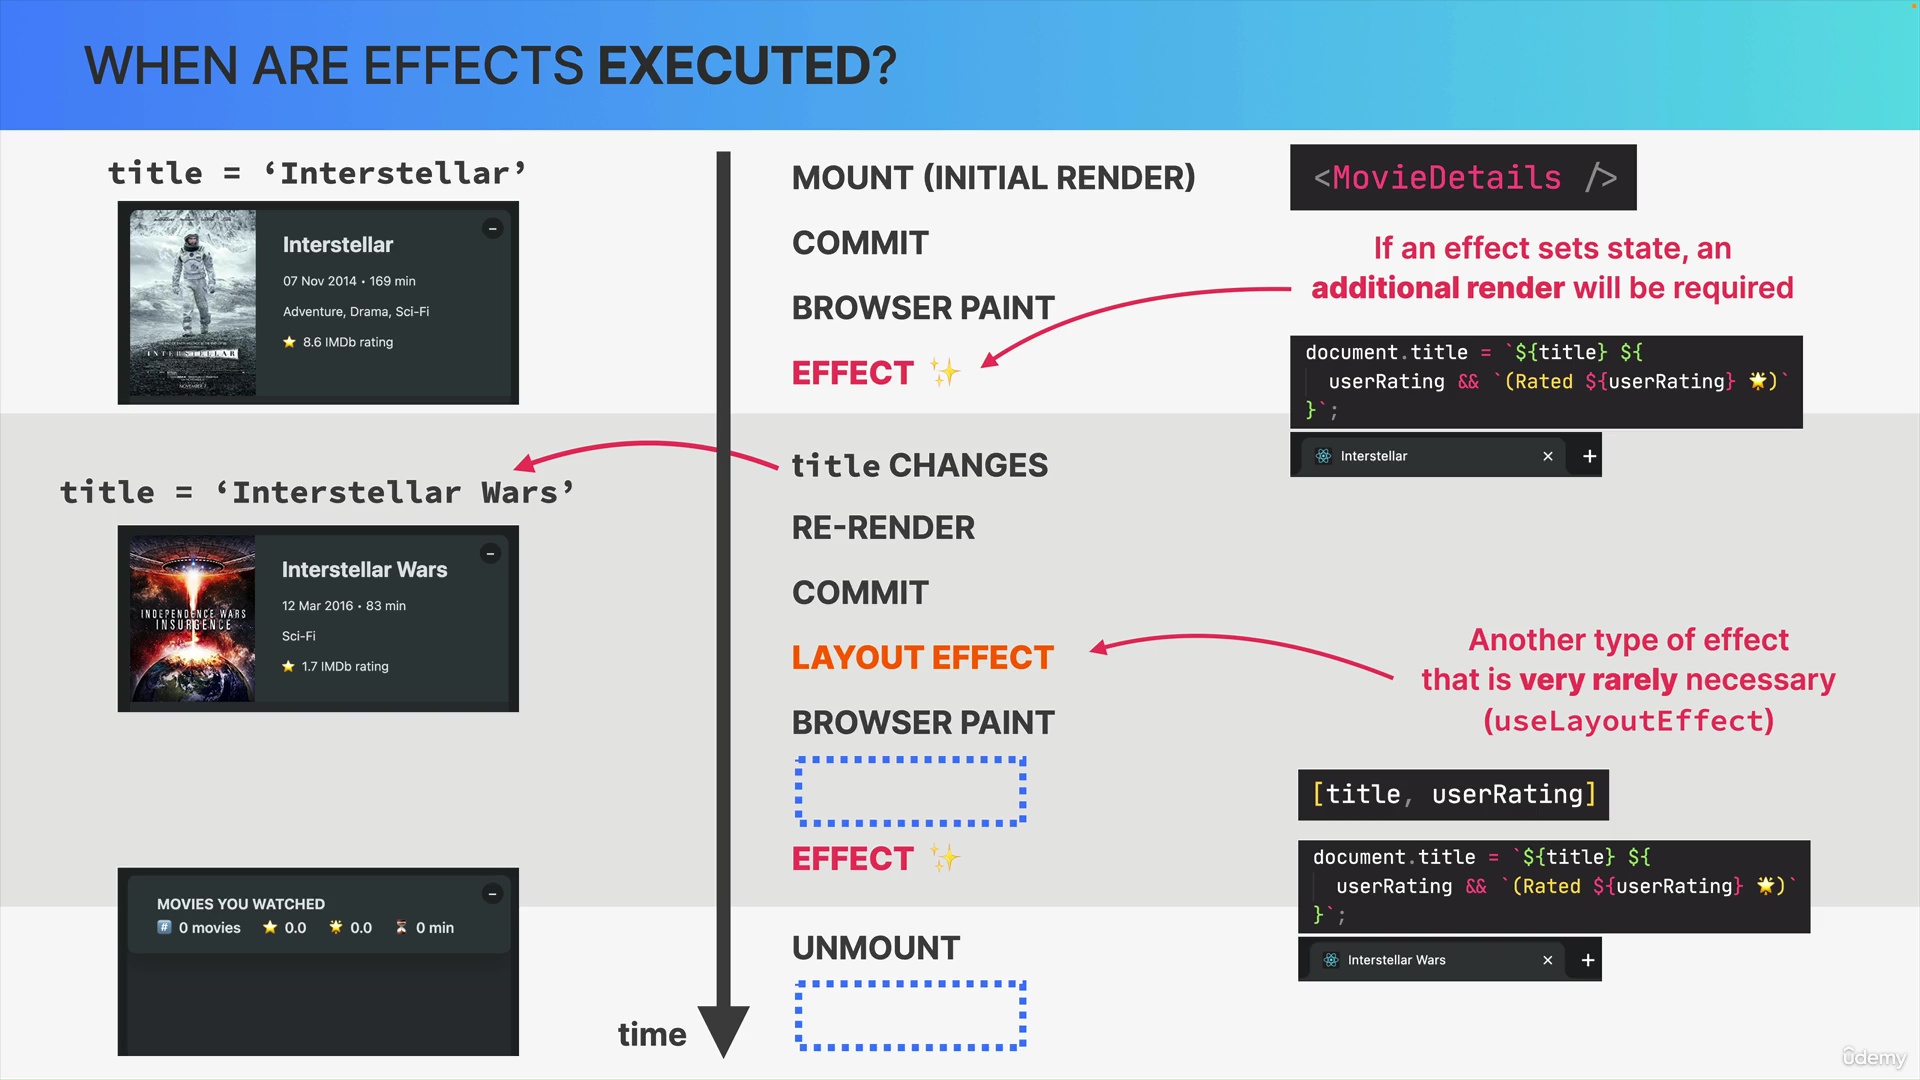 WHEN ARE EFFECTS EXECUTED?
title = ‘Interstellar’
Interstellar
07 Nov 2014 • 169 min
Adventure, Drama, Sci-Fi
⭐ 8.6 IMDb rating
INTERSTELLAR
MOUNT (INITIAL RENDER)
COMMIT
BROWSER PAINT
EFFECT ✨
<MovieDetails />
If an effect sets state, an
additional render will be required
document.title = `${title} ${
userRating && `(Rated ${userRating} 🌟)`
}`;
Interstellar
title = ‘Interstellar Wars’
INDEPENDENCE WARS
INSURGENCE
Interstellar Wars
12 Mar 2016 • 83 min
Sci-Fi
⭐ 1.7 IMDb rating
title CHANGES
RE-RENDER
COMMIT
LAYOUT EFFECT
BROWSER PAINT
EFFECT ✨
Another type of effect
that is very rarely necessary
(useLayoutEffect)
[title, userRating]
document.title = `${title} ${
userRating && `(Rated ${userRating} 🌟)`
}`;
Interstellar Wars
MOVIES YOU WATCHED
#️⃣ 0 movies ⭐ 0.0 🌟 0.0 ⏳ 0 min
UNMOUNT
time
udemy